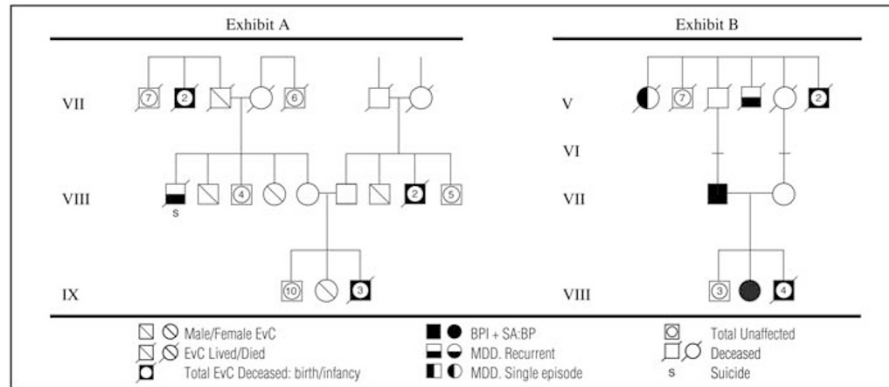 Exhibit A
Exhibit B
VII
7
2
6
V
7
2
VI
VIII
4
2
5
S
VII
IX
10
3
VIII
3
4
Male/Female EvC
BPI + SA:BP
Total Unaffected
EvC Lived/Died
MDD. Recurrent
Deceased
Total EvC Deceased: birth/infancy
MDD. Single episode
S Suicide